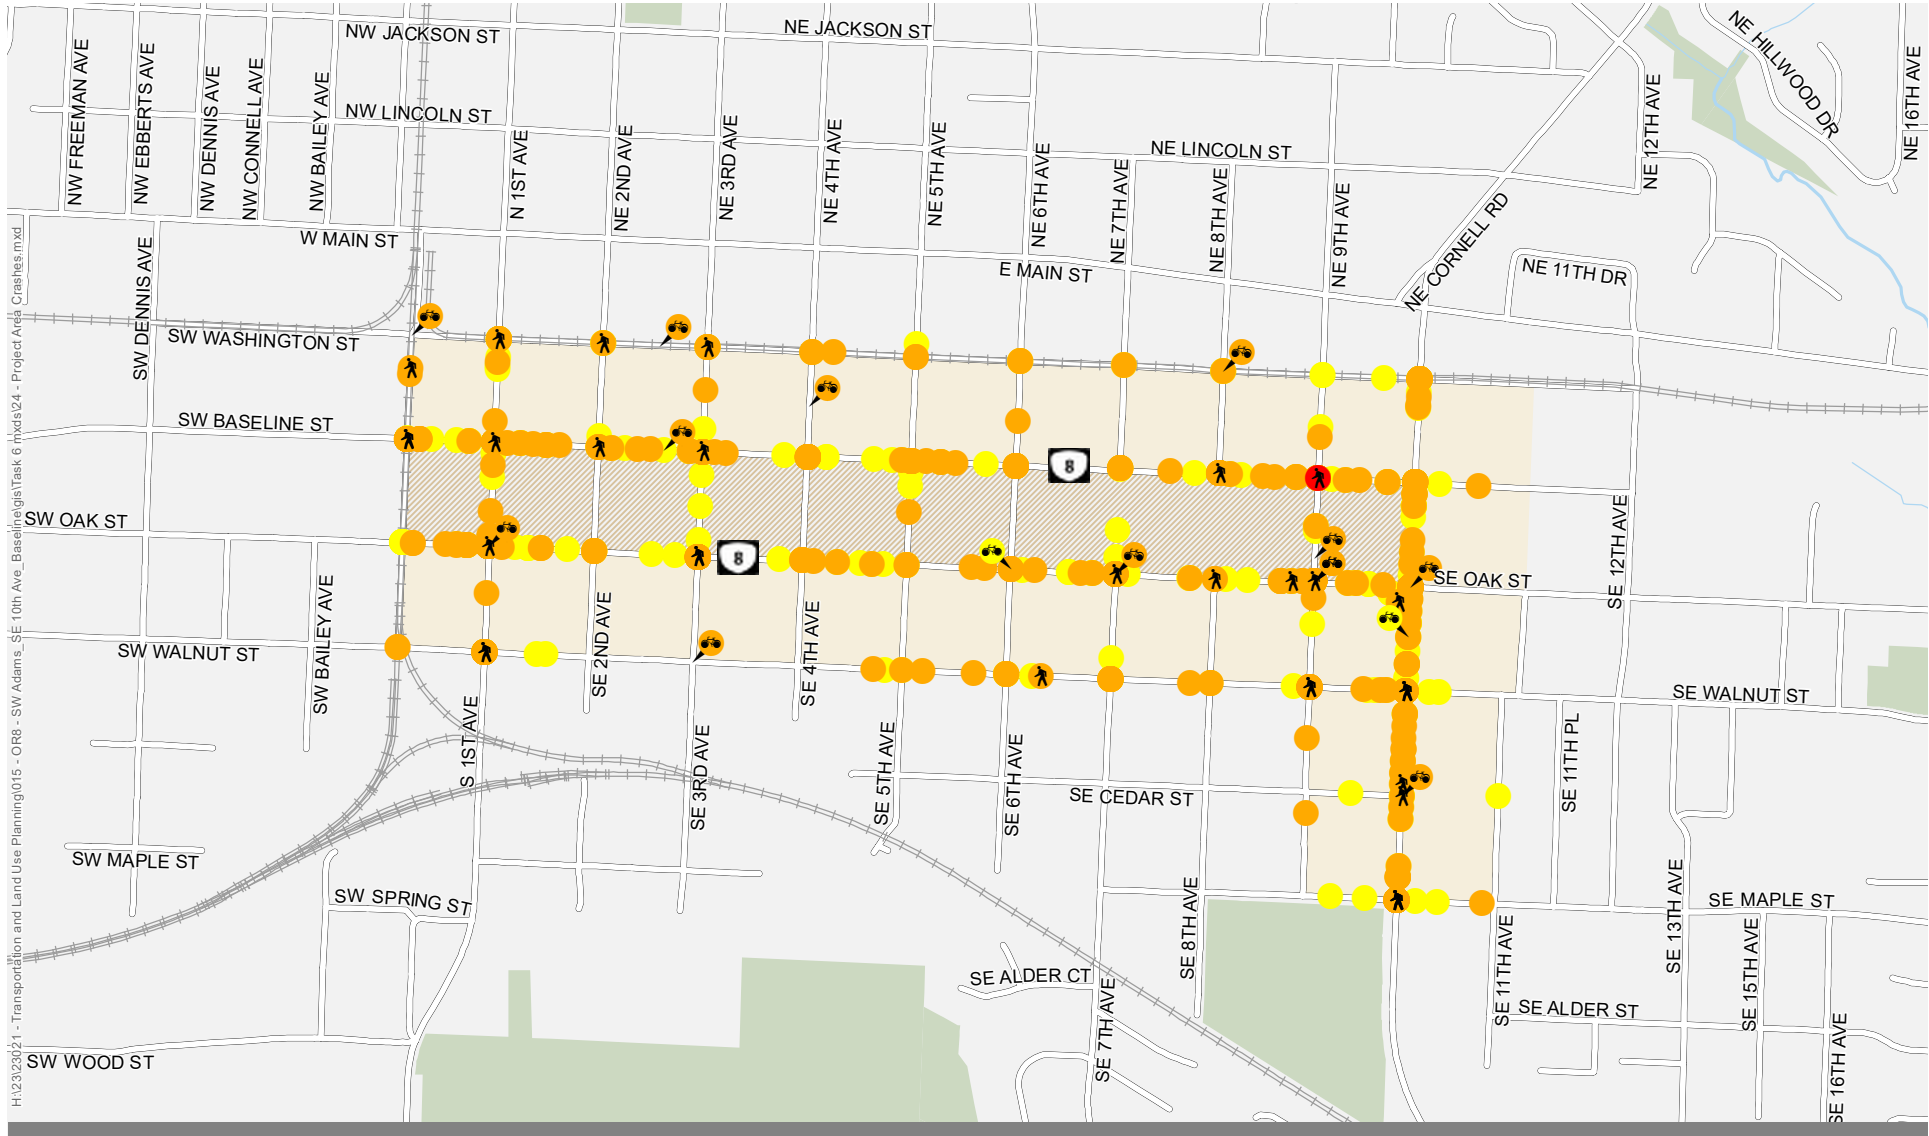 NW JACKSON ST
NE JACKSON ST
NE HILLWOOD DR
NE 16TH AVE
NW FREEMAN AVE
NW EBBERTS AVE
NW DENNIS AVE
NW CONNELL AVE
NW BAILEY AVE
NW LINCOLN ST
N 1ST AVE
NE 2ND AVE
NE 3RD AVE
NE 4TH AVE
NE 5TH AVE
NE 6TH AVE
NE 7TH AVE
NE 8TH AVE
NE 9TH AVE
NE LINCOLN ST
NE 12TH AVE
NE CORNELL RD
W MAIN ST
E MAIN ST
NE 11TH DR
SW DENNIS AVE
SW WASHINGTON ST
SW BASELINE ST
8
SW OAK ST
8
SE OAK ST
SE 12TH AVE
SW BAILEY AVE
SE 2ND AVE
SE 4TH AVE
SW WALNUT ST
SE WALNUT ST
S 1ST AVE
SE 3RD AVE
SE 5TH AVE
SE 6TH AVE
SE CEDAR ST
SE 11TH PL
SW MAPLE ST
SW SPRING ST
SE MAPLE ST
SE 8TH AVE
SE 11TH AVE
SE 13TH AVE
SE 15TH AVE
SE ALDER CT
SE 7TH AVE
SE ALDER ST
SE 16TH AVE
SW WOOD ST
H:\23\23021 - Transportation and Land Use Planning\015 - OR8 - SW Adams_SE 10th Ave_Baseline\gis\Task 6 mxds\24 - Project Area Crashes.mxd